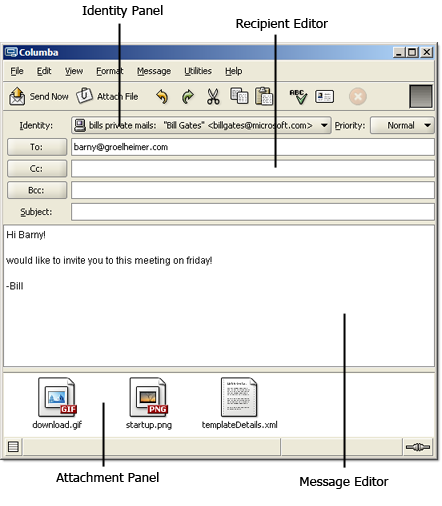 Identity Panel
Recipient Editor
Columba
File Edit View Format Message Utilities Help
Send Now Attach File ABC
Identity: bills private mails: "Bill Gates" <billgates@microsoft.com> Priority: Normal
To: barny@groelheimer.com
Cc:
Bcc:
Subject:
Hi Barny!
would like to invite you to this meeting on friday!
-Bill
GIF PNG
download.gif startup.png templateDetails.xml
Attachment Panel
Message Editor